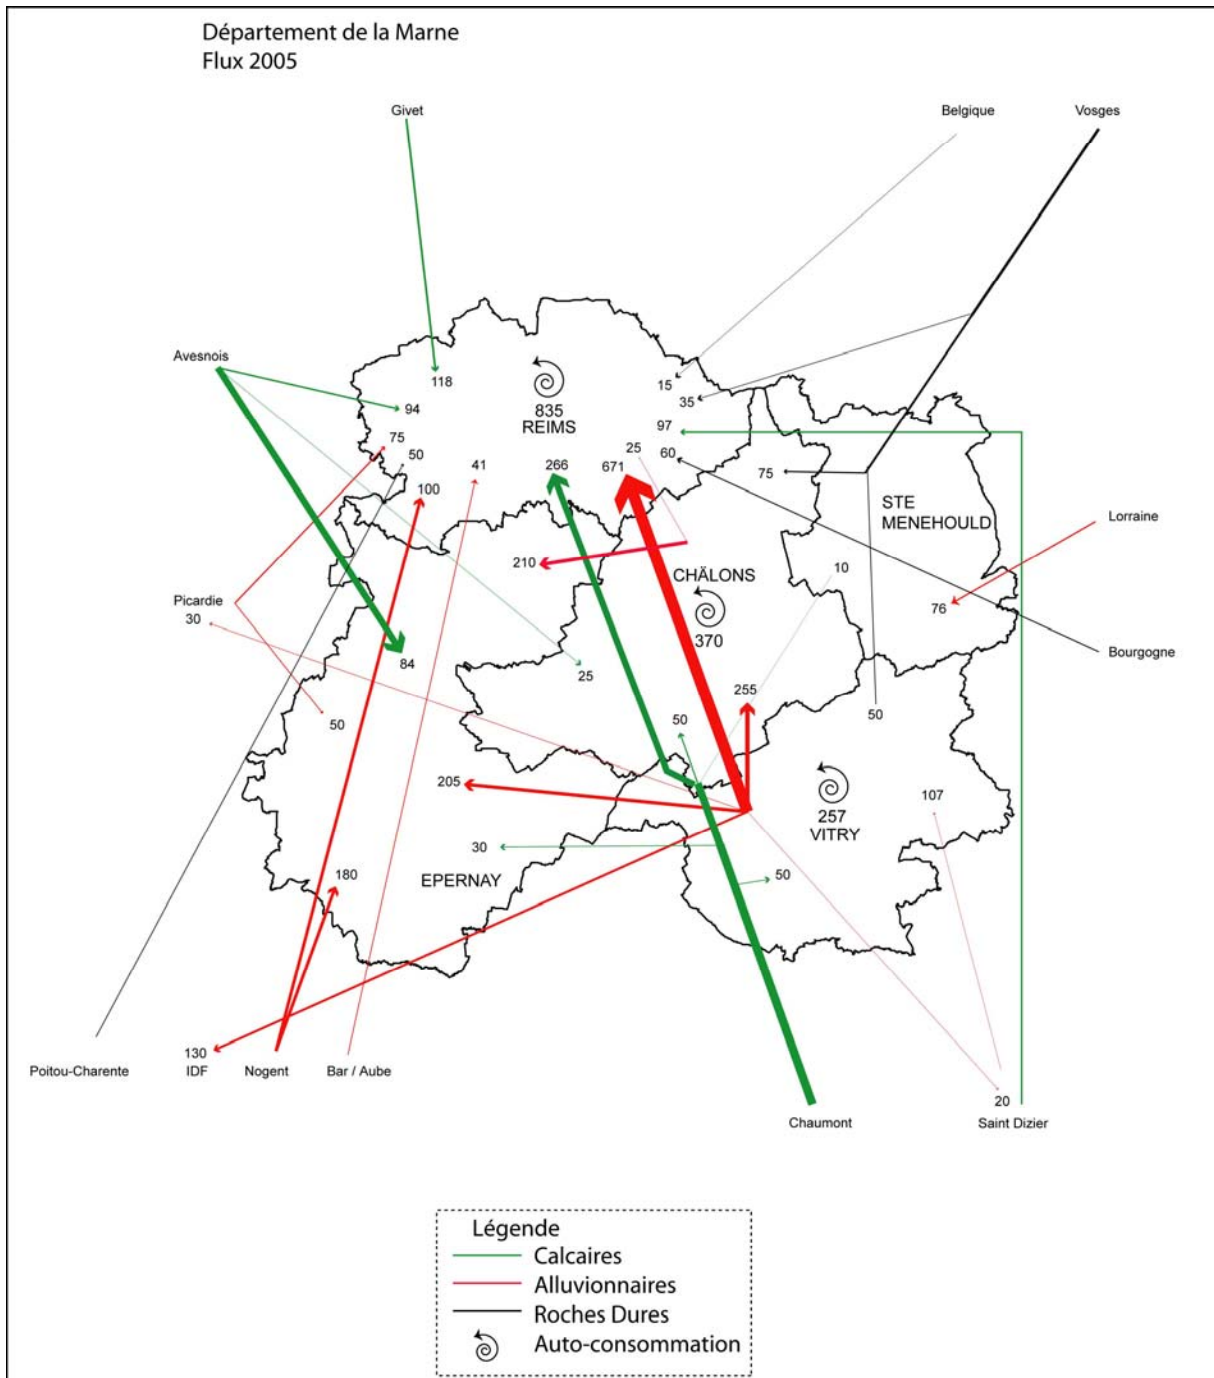 Département de la Marne
Flux 2005
Givet
Belgique
Vosges
Avesnois
118
835
REIMS
15
35
94
97
75
50
41
266
671
25
60
75
100
STE
MENEHOULD
Lorraine
210
CHÄLONS
10
Picardie
30
370
76
Bourgogne
84
25
255
50
50
50
205
257
VITRY
107
30
50
180
EPERNAY
130
IDF
Poitou-Charente
Nogent
Bar / Aube
20
Chaumont
Saint Dizier
Légende
Calcaires
Alluvionnaires
Roches Dures
Auto-consommation